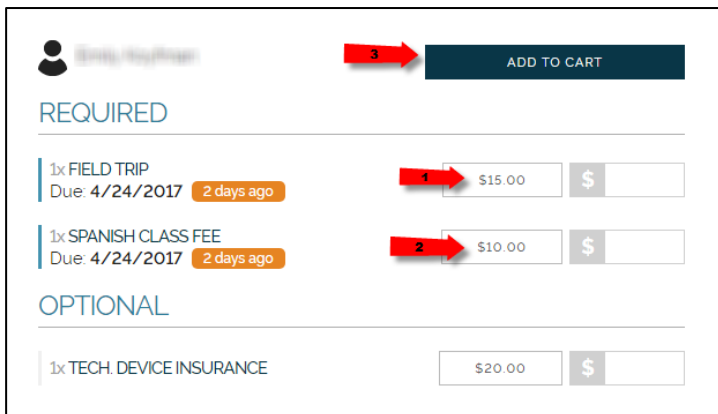 3
ADD TO CART
REQUIRED
1x FIELD TRIP
Due: 4/24/2017 2 days ago
1
$15.00
$
1x SPANISH CLASS FEE
Due: 4/24/2017 2 days ago
2
$10.00
$
OPTIONAL
1x TECH. DEVICE INSURANCE
$20.00
$